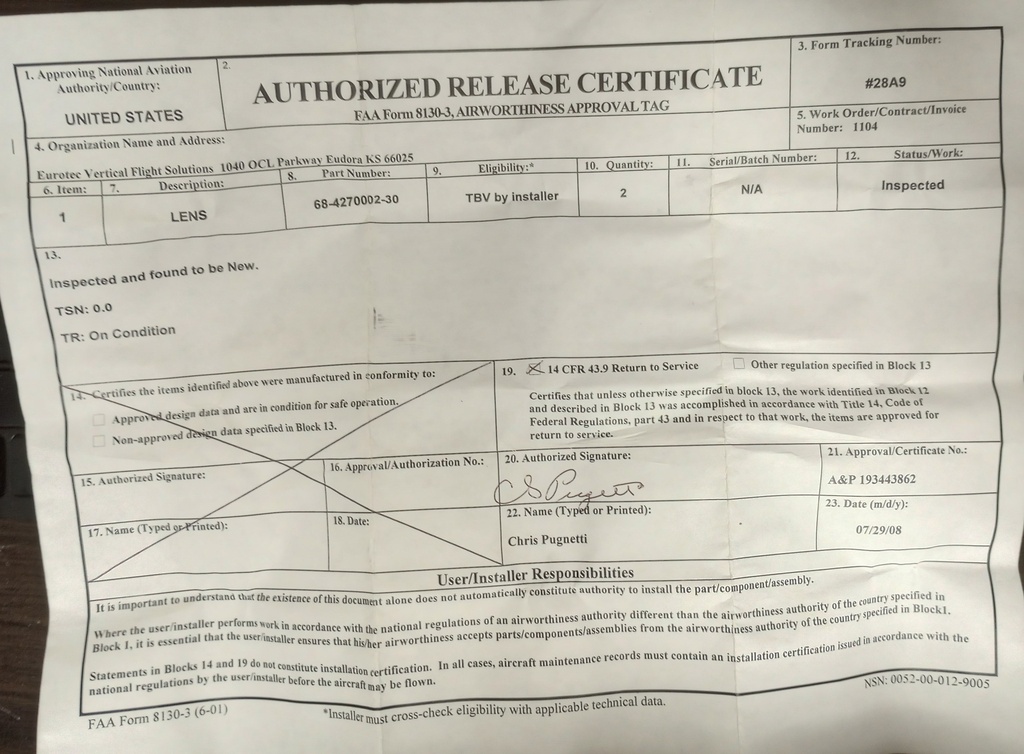 1. Approving National Aviation
Authority/Country:
UNITED STATES
2.
AUTHORIZED RELEASE CERTIFICATE
FAA Form 8130-3, AIRWORTHINESS APPROVAL TAG
3. Form Tracking Number:
#28A9
4. Organization Name and Address:
Eurotec Vertical Flight Solutions 1040 OCL Parkway Eudora KS 66025
5. Work Order/Contract/Invoice
Number: 1104
6. Item:
1
7. Description:
LENS
8. Part Number:
68-4270002-30
9. Eligibility:*
TBV by installer
10. Quantity:
2
11. Serial/Batch Number:
N/A
12. Status/Work:
Inspected
13.
Inspected and found to be New.
TSN: 0.0
TR: On Condition
14. Certifies the items identified above were manufactured in conformity to:
Approved design data and are in condition for safe operation.
Non-approved design data specified in Block 13.
15. Authorized Signature:
16. Approval/Authorization No.:
17. Name (Typed or Printed):
18. Date:
19. 14 CFR 43.9 Return to Service
Other regulation specified in Block 13
Certifies that unless otherwise specified in block 13, the work identified in Block 12
and described in Block 13 was accomplished in accordance with Title 14, Code of
Federal Regulations, part 43 and in respect to that work, the items are approved for
return to service.
20. Authorized Signature:
CS Pugnetti
21. Approval/Certificate No.:
A&P 193443862
22. Name (Typed or Printed):
Chris Pugnetti
23. Date (m/d/y):
07/29/08
User/Installer Responsibilities
It is important to understand that the existence of this document alone does not automatically constitute authority to install the part/component/assembly.
Where the user/installer performs work in accordance with the national regulations of an airworthiness authority different than the airworthiness authority of the country specified in
Block 1, it is essential that the user/installer ensures that his/her airworthiness accepts parts/components/assemblies from the airworthiness authority of the country specified in Block1.
Statements in Blocks 14 and 19 do not constitute installation certification. In all cases, aircraft maintenance records must contain an installation certification issued in accordance with the
national regulations by the user/installer before the aircraft may be flown.
FAA Form 8130-3 (6-01)
*Installer must cross-check eligibility with applicable technical data.
NSN: 0052-00-012-9005